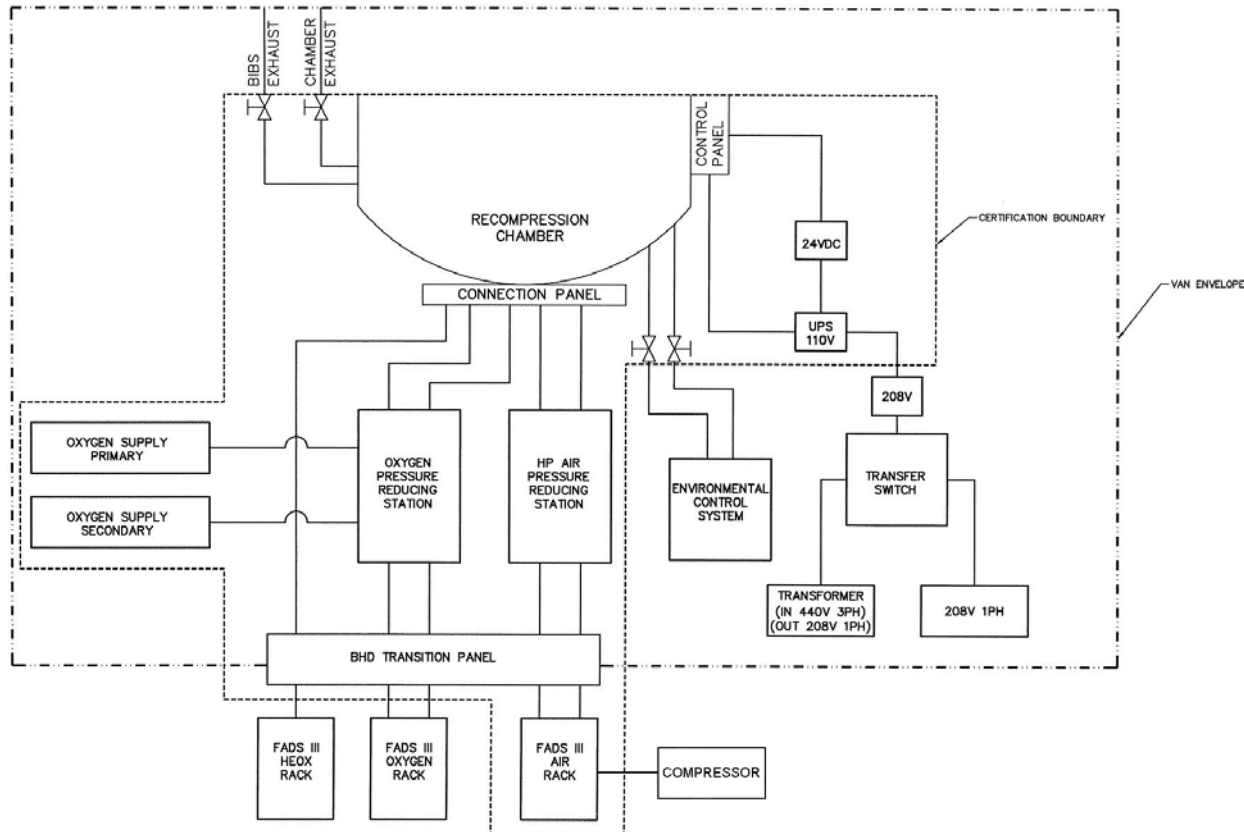 BIBS
EXHAUST
CHAMBER
EXHAUST
CONTROL
PANEL
RECOMPRESSION
CHAMBER
CERTIFICATION BOUNDARY
24VDC
VAN ENVELOPE
CONNECTION PANEL
UPS
110V
208V
OXYGEN SUPPLY
PRIMARY
OXYGEN
PRESSURE
REDUCING
STATION
HP AIR
PRESSURE
REDUCING
STATION
TRANSFER
SWITCH
ENVIRONMENTAL
CONTROL
SYSTEM
OXYGEN SUPPLY
SECONDARY
TRANSFORMER
(IN 440V 3PH)
(OUT 208V 1PH)
208V 1PH
BHD TRANSITION PANEL
FADS III
HEOX
RACK
FADS III
OXYGEN
RACK
FADS III
AIR
RACK
COMPRESSOR